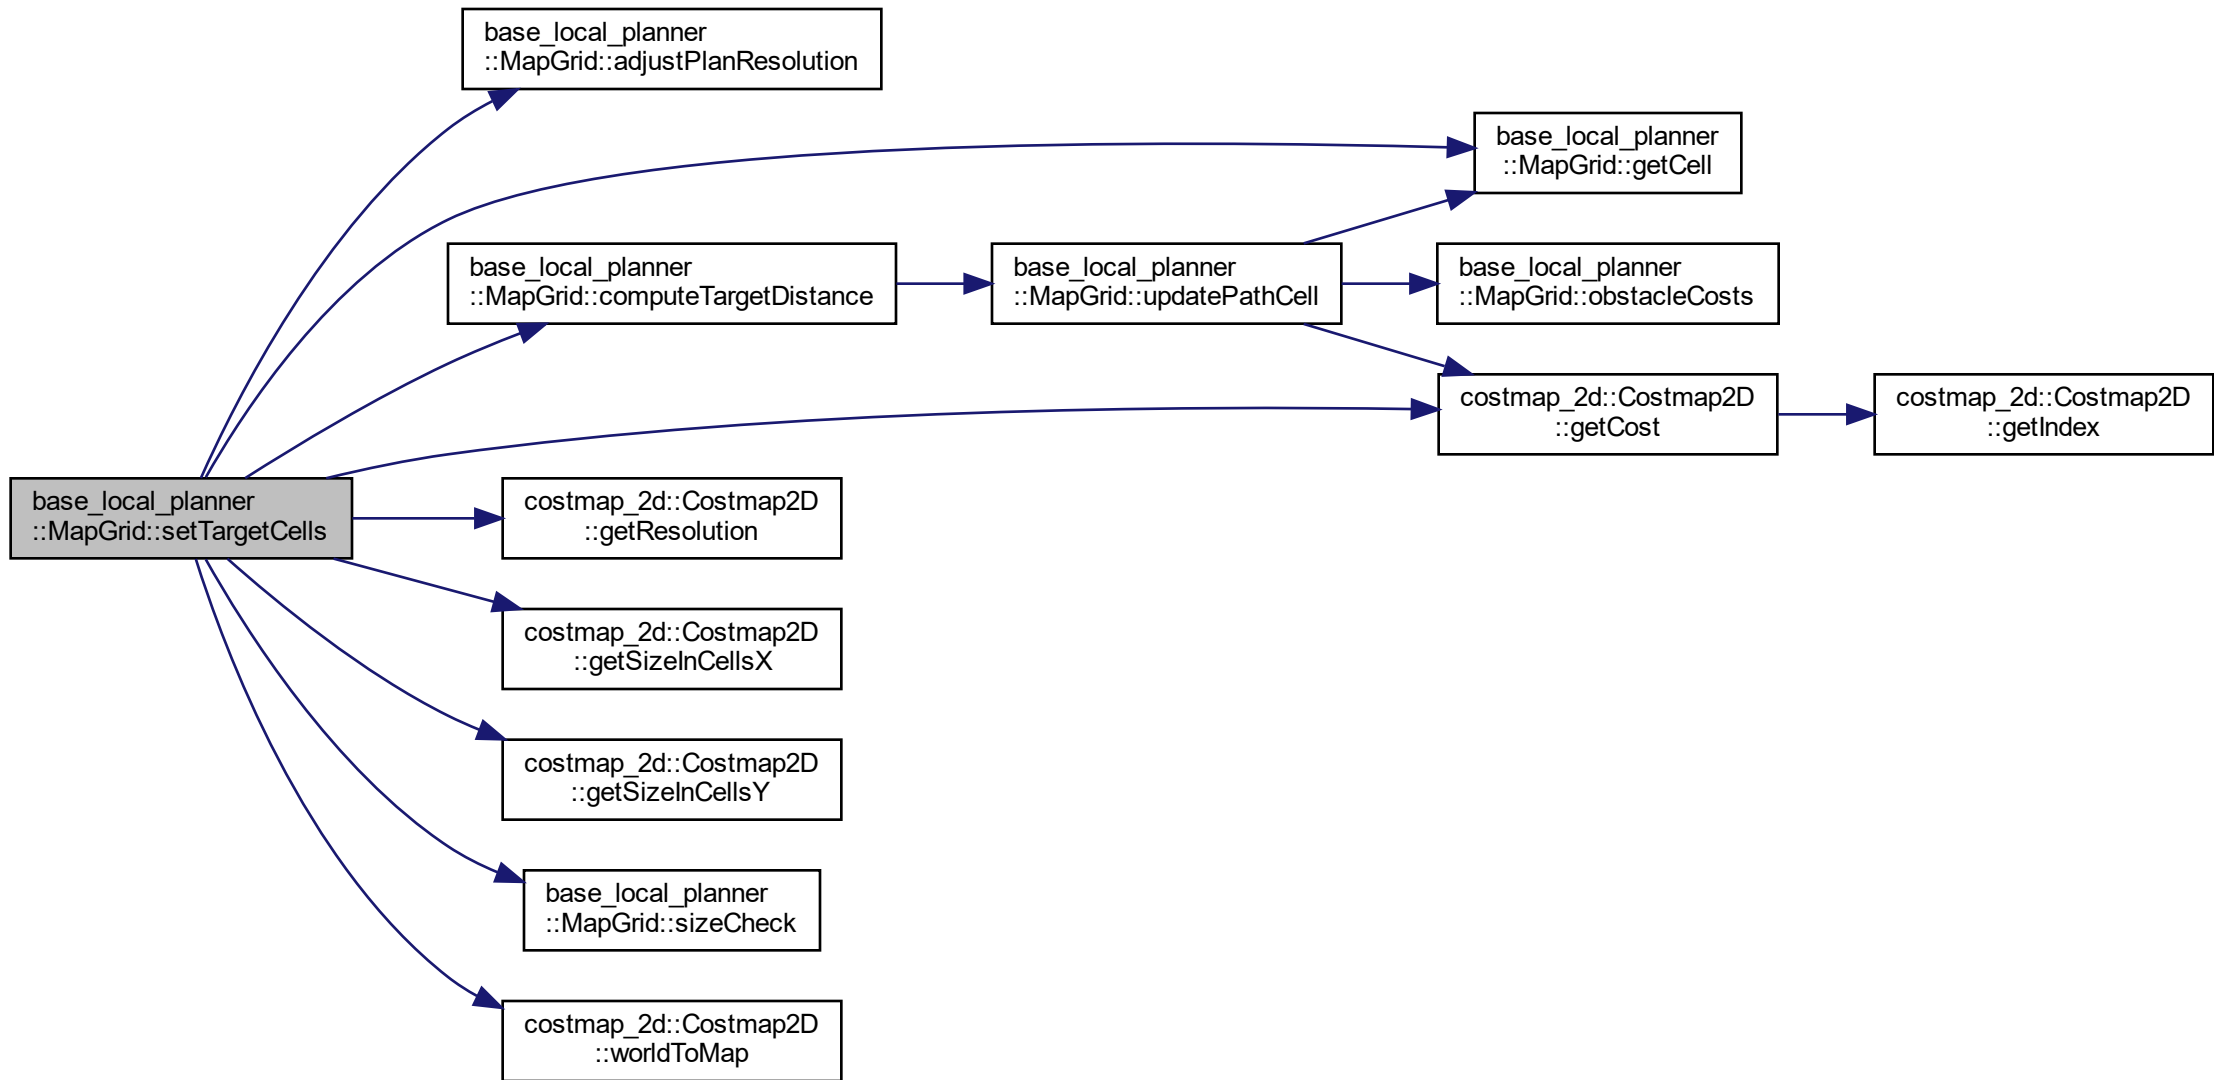 base_local_planner
::MapGrid::adjustPlanResolution
base_local_planner
::MapGrid::getCell
base_local_planner
::MapGrid::computeTargetDistance
base_local_planner
::MapGrid::updatePathCell
base_local_planner
::MapGrid::obstacleCosts
costmap_2d::Costmap2D
::getCost
costmap_2d::Costmap2D
::getIndex
base_local_planner
::MapGrid::setTargetCells
costmap_2d::Costmap2D
::getResolution
costmap_2d::Costmap2D
::getSizeInCellsX
costmap_2d::Costmap2D
::getSizeInCellsY
base_local_planner
::MapGrid::sizeCheck
costmap_2d::Costmap2D
::worldToMap